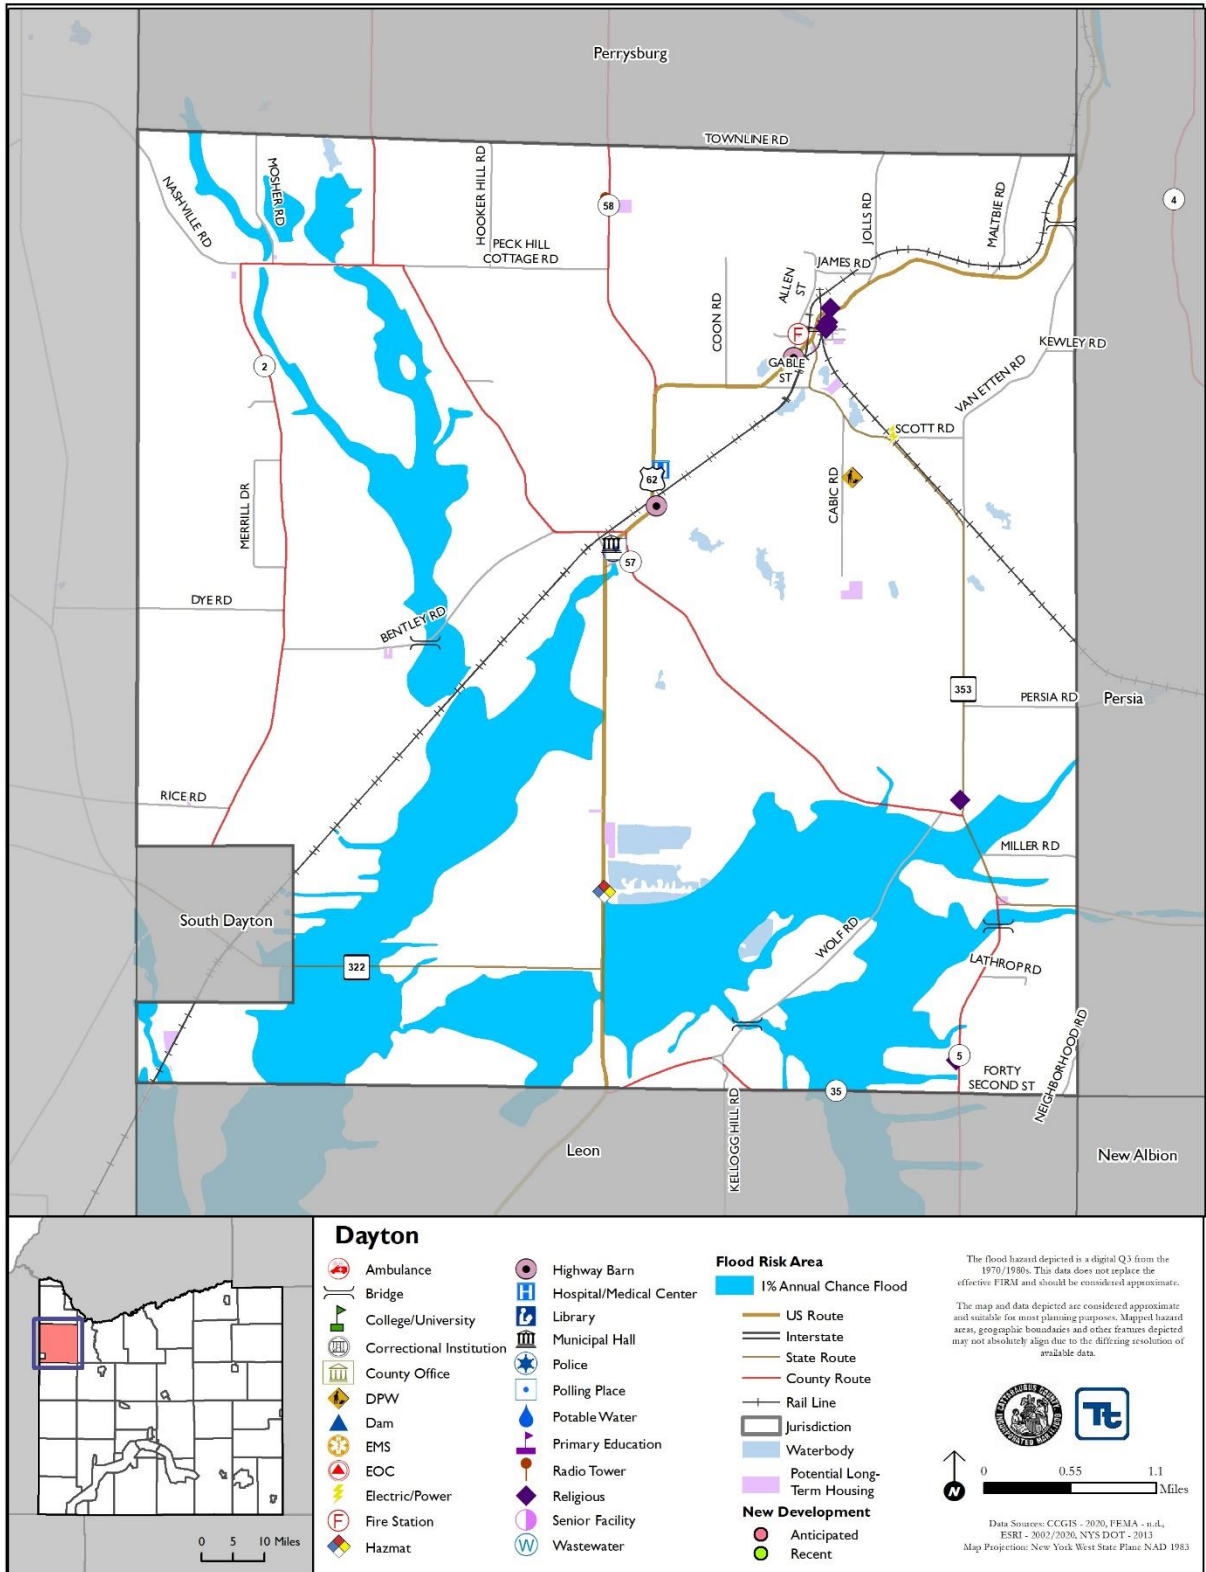 Perrysburg
TOWNLINE RD
NASHVILLE RD
MOSHER RD
HOOKER HILL RD
58
JOLLS RD
MALTBIE RD
4
PECK HILL
COTTAGE RD
JAMES RD
ALLEN
ST
COON RD
F
KEWLEY RD
GABLE
ST
2
VAN ETTEN RD
SCOTT RD
H
62
CABIC RD
MERRILL DR
57
DYE RD
BENTLEY RD
353
PERSIA RD
Persia
RICE RD
MILLER RD
South Dayton
WOLF RD
322
LATHROP RD
5
FORTY
SECOND ST
NEIGHBORHOOD RD
35
KELLOGG HILL RD
Leon
New Albion
0 5 10 Miles
Dayton
Ambulance
Bridge
College/University
Correctional Institution
County Office
DPW
Dam
EMS
EOC
Electric/Power
F Fire Station
Hazmat
Highway Barn
H Hospital/Medical Center
Library
Municipal Hall
Police
Polling Place
Potable Water
Primary Education
Radio Tower
Religious
Senior Facility
W Wastewater
Flood Risk Area
1% Annual Chance Flood
US Route
Interstate
State Route
County Route
Rail Line
Jurisdiction
Waterbody
Potential Long-
Term Housing
New Development
Anticipated
Recent
The flood hazard depicted is a digital Q3 from the
1970/1980s. This data does not replace the
effective FIRM and should be considered approximate.
The map and data depicted are considered approximate
and suitable for most planning purposes. Mapped hazard
areas, geographic boundaries and other features depicted
may not absolutely align due to the differing resolution of
available data.
Tt
N
0 0.55 1.1
Miles
Data Sources: CCGIS - 2020, FEMA - n.d.,
ESRI - 2002/2020, NYS DOT - 2013
Map Projection: New York West State Plane NAD 1983